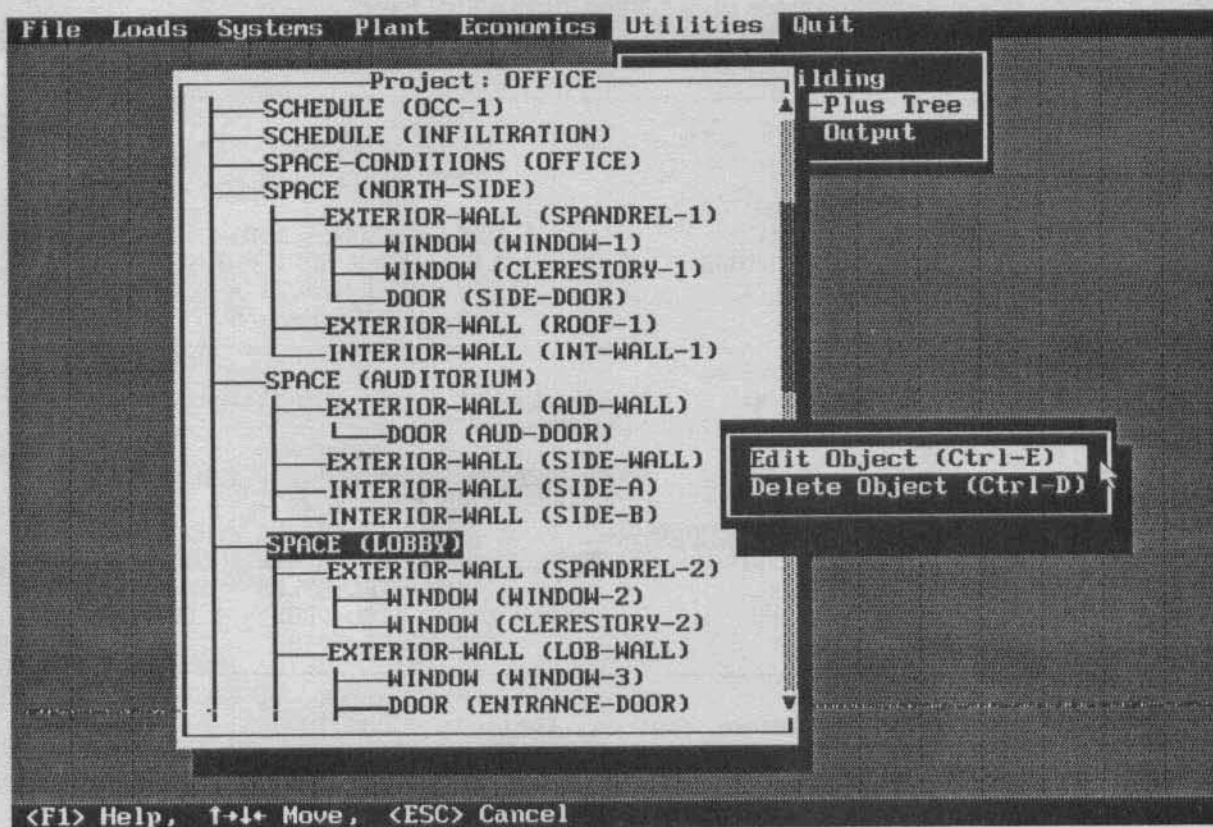 File Loads Systems Plant Economics Utilities Quit
ilding
-Plus Tree
Output
Project: OFFICE
SCHEDULE (OCC-1)
SCHEDULE (INFILTRATION)
SPACE-CONDITIONS (OFFICE)
SPACE (NORTH-SIDE)
EXTERIOR-WALL (SPANDREL-1)
WINDOW (WINDOW-1)
WINDOW (CLERESTORY-1)
DOOR (SIDE-DOOR)
EXTERIOR-WALL (ROOF-1)
INTERIOR-WALL (INT-WALL-1)
SPACE (AUDITORIUM)
EXTERIOR-WALL (AUD-WALL)
DOOR (AUD-DOOR)
EXTERIOR-WALL (SIDE-WALL)
INTERIOR-WALL (SIDE-A)
INTERIOR-WALL (SIDE-B)
SPACE (LOBBY)
EXTERIOR-WALL (SPANDREL-2)
WINDOW (WINDOW-2)
WINDOW (CLERESTORY-2)
EXTERIOR-WALL (LOB-WALL)
WINDOW (WINDOW-3)
DOOR (ENTRANCE-DOOR)
Edit Object (Ctrl-E)
Delete Object (Ctrl-D)
<F1> Help, ↑→↓← Move, <ESC> Cancel